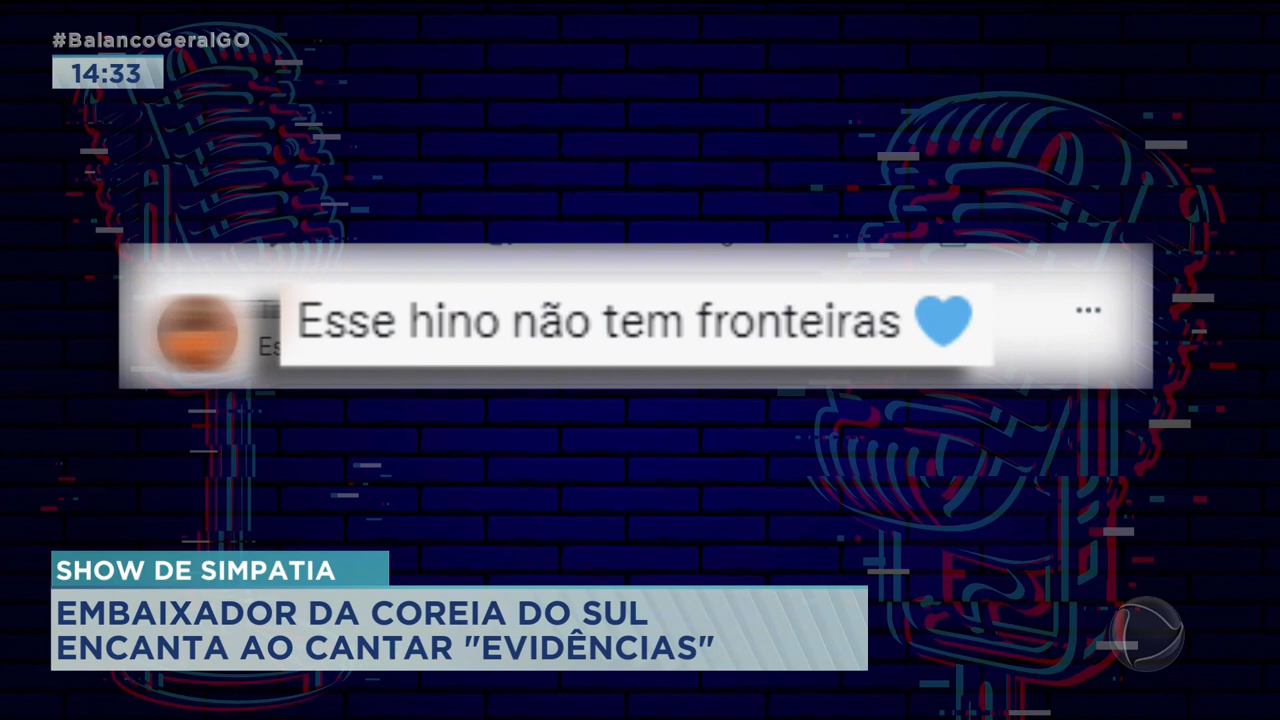 #BalancoGeralGO
14:33
Esse hino não tem fronteiras 💙
Es
SHOW DE SIMPATIA
EMBAIXADOR DA COREIA DO SUL
ENCANTA AO CANTAR "EVIDÊNCIAS"